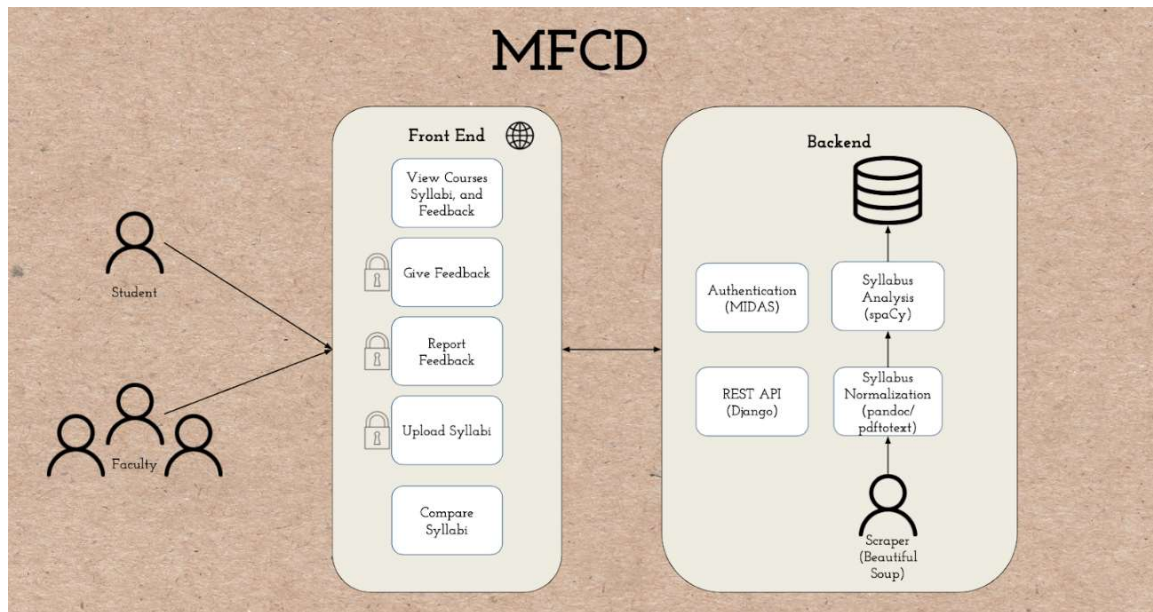 MFCD
Front End
View Courses
Syllabi, and
Feedback
Give Feedback
Report
Feedback
Upload Syllabi
Compare
Syllabi
Student
Faculty
Backend
Authentication
(MIDAS)
Syllabus
Analysis
(spaCy)
REST API
(Django)
Syllabus
Normalization
(pandoc/
pdftotext)
Scraper
(Beautiful
Soup)